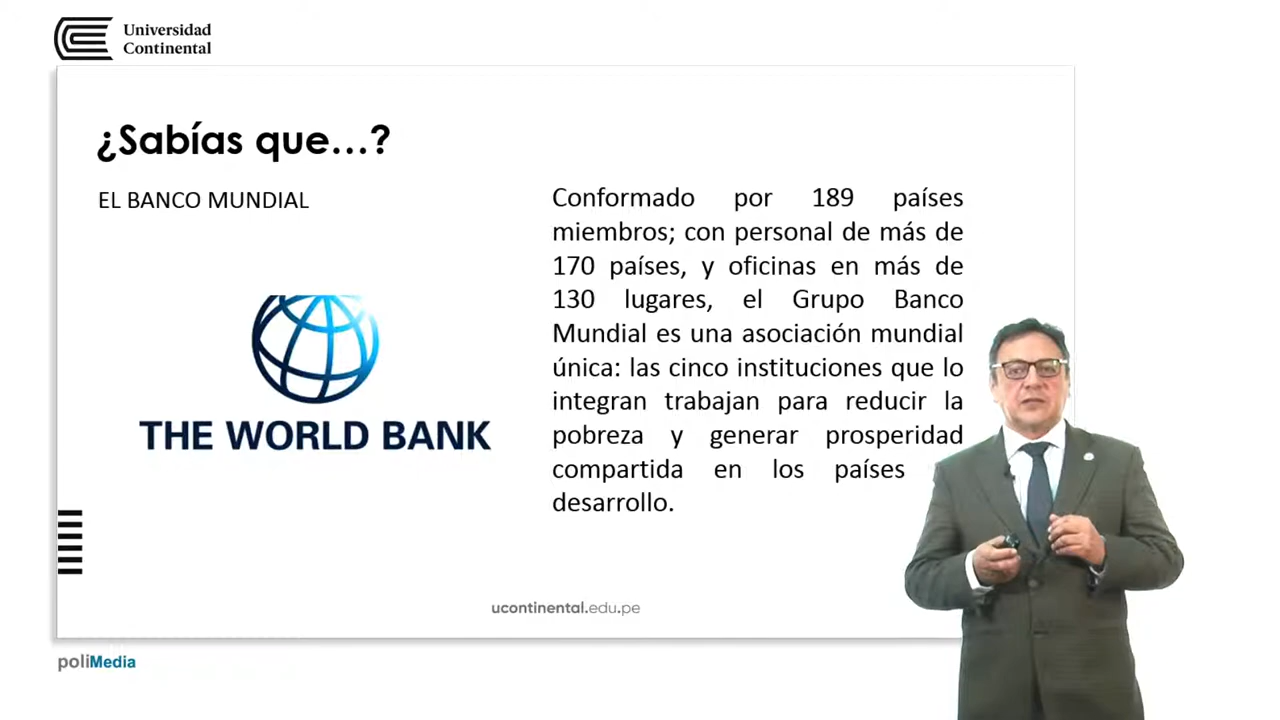 Universidad
Continental
¿Sabías que...?
EL BANCO MUNDIAL
THE WORLD BANK
Conformado por 189 países
miembros; con personal de más de
170 países, y oficinas en más de
130 lugares, el Grupo Banco
Mundial es una asociación mundial
única: las cinco instituciones que lo
integran trabajan para reducir la
pobreza y generar prosperidad
compartida en los países
desarrollo.
ucontinental.edu.pe
poliMedia